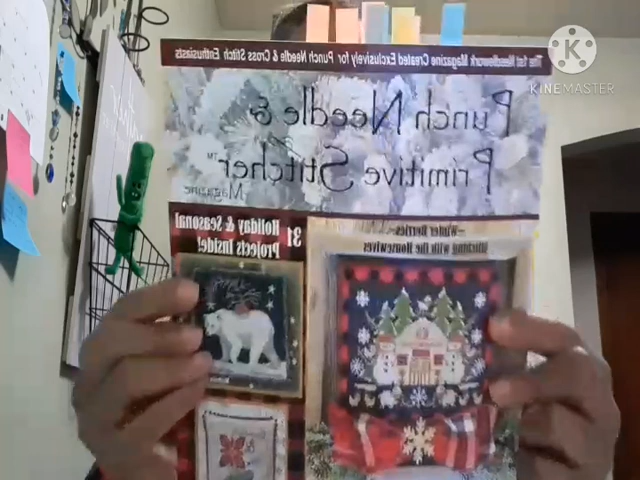 The 1st Needlework Magazine Created Exclusively for Punch Needle & Cross Stitch Enthusiasts
KINEMASTER
Punch Needle &
Primitive Stitcher™
Magazine
31 Holiday & Seasonal
Projects Inside!
Winter Berries~
Stitching with the Housewives